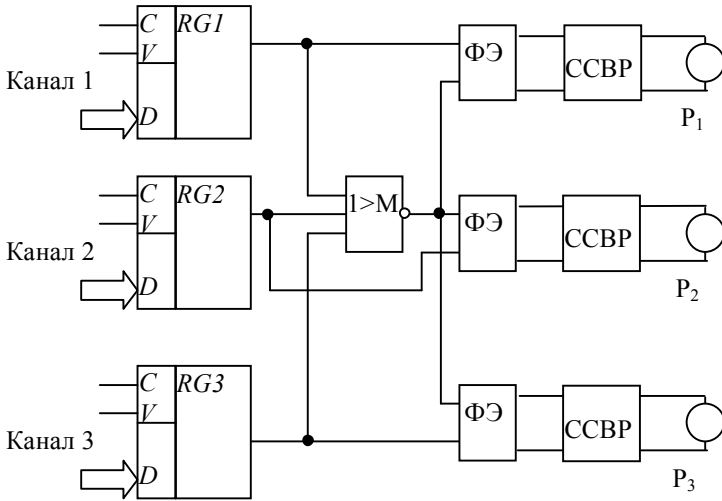 C RG1
V
Канал 1
D
ФЭ ССВР
P1
C RG2
V
Канал 2
D
1>M
ФЭ ССВР
P2
C RG3
V
Канал 3
D
ФЭ ССВР
P3